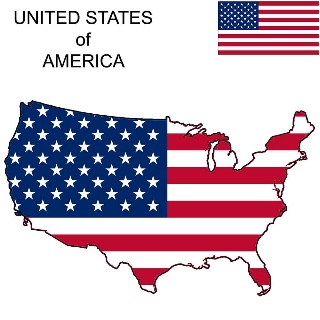 UNITED STATES
of
AMERICA